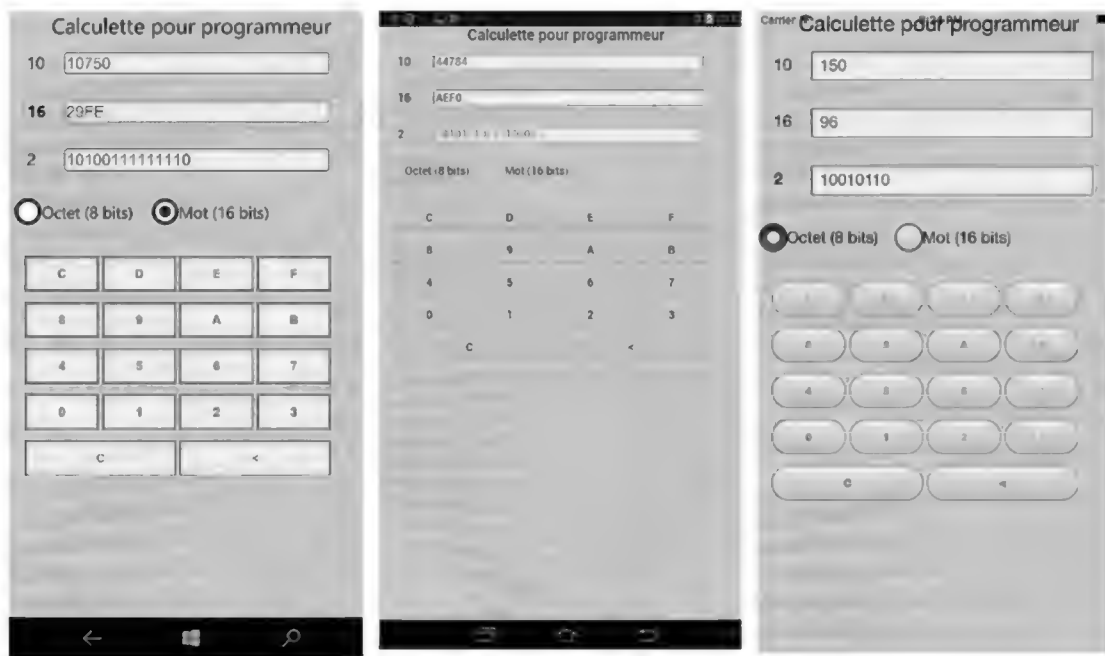 Calculette pour programmeur
10 10750
16 29FE
2 10100111111110
Octet (8 bits) Mot (16 bits)
C D E F
8 9 A B
4 5 6 7
0 1 2 3
C <
Calculette pour programmeur
10 44784
16 AEF0
2
Octet (8 bits) Mot (16 bits)
C D E F
8 9 A B
4 5 6 7
0 1 2 3
C <
Carrier
Calculette pour programmeur
10 150
16 96
2 10010110
Octet (8 bits) Mot (16 bits)
8 9 A
4 5 6
0 1 2
C <